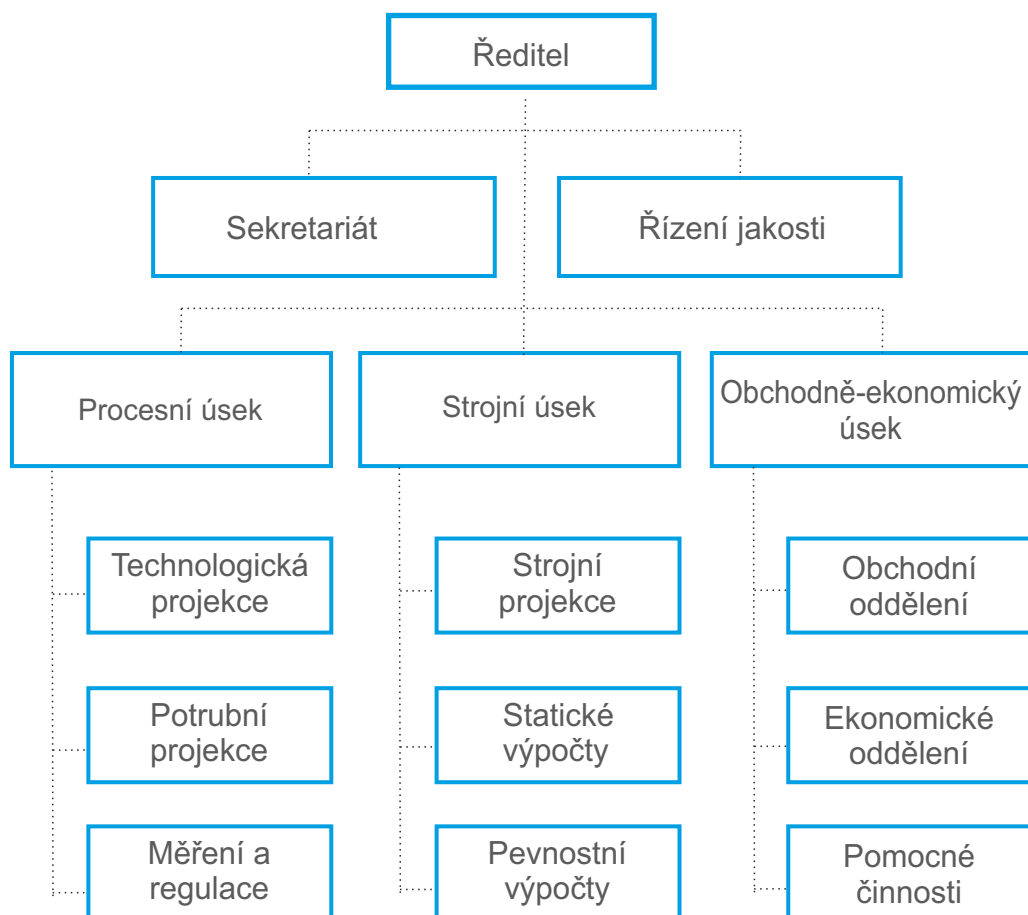 Ředitel
Sekretariát
Řízení jakosti
Procesní úsek
Strojní úsek
Obchodně-ekonomický
úsek
Technologická
projekce
Strojní
projekce
Obchodní
oddělení
Potrubní
projekce
Statické
výpočty
Ekonomické
oddělení
Měření a
regulace
Pevnostní
výpočty
Pomocné
činnosti